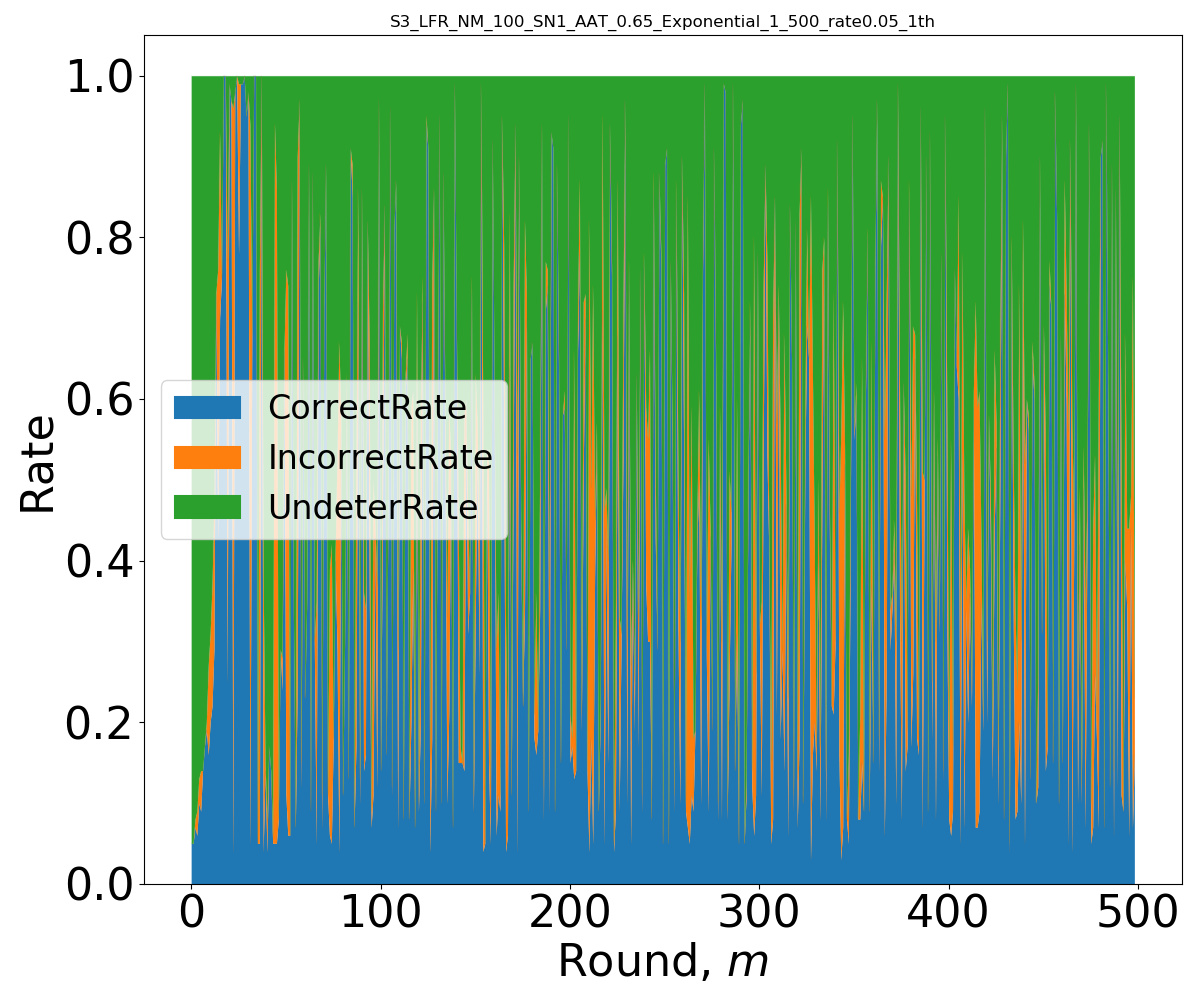 S3_LFR_NM_100_SN1_AAT_0.65_Exponential_1_500_rate0.05_1th
1.0
0.8
0.6
0.4
0.2
0.0
Rate
CorrectRate
IncorrectRate
UndeterRate
0 100 200 300 400 500
Round, m